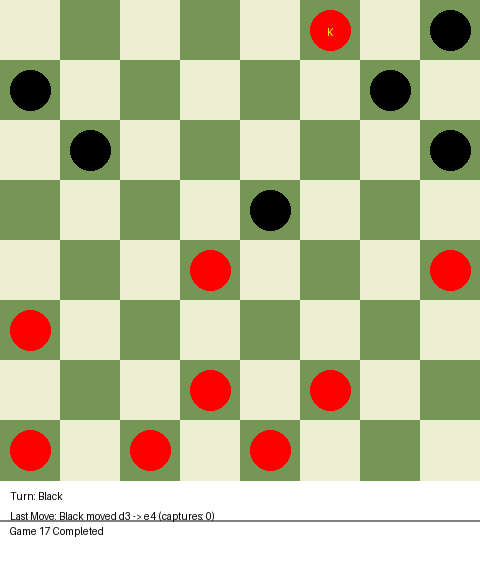 K
Turn: Black
Last Move: Black moved d3 -> e4 (captures: 0)
Game 17 Completed